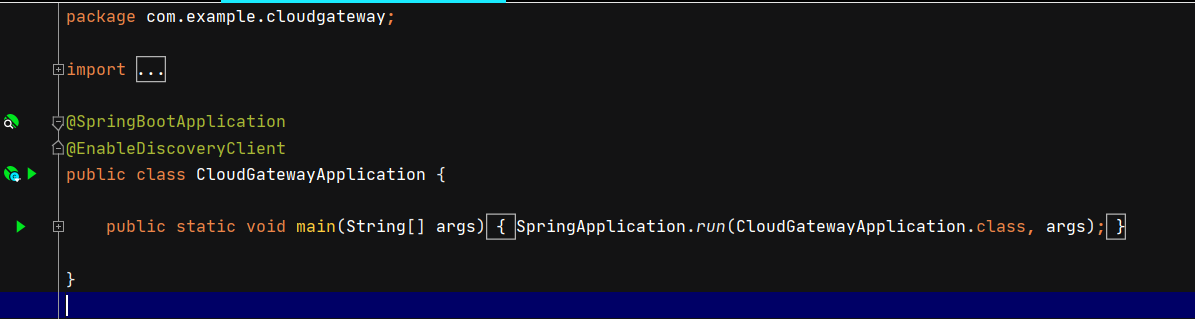 package com.example.cloudgateway;
import ...
@SpringBootApplication
@EnableDiscoveryClient
public class CloudGatewayApplication {
public static void main(String[] args) { SpringApplication.run(CloudGatewayApplication.class, args); }
}